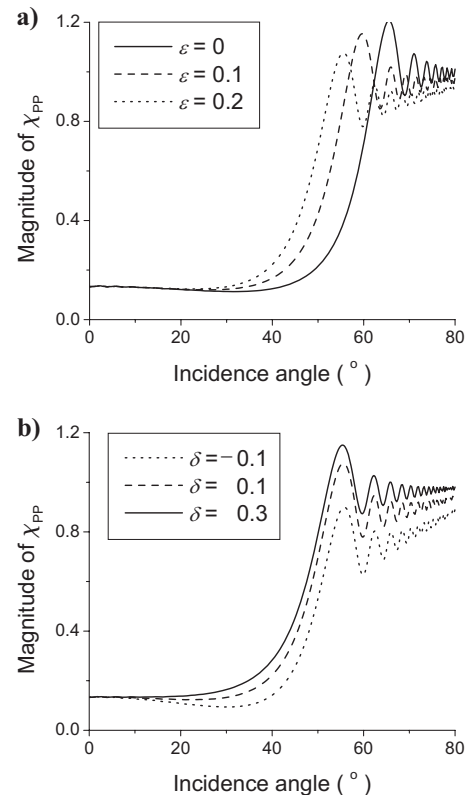 a)
1.2
0.8
0.4
0.0
Magnitude of χPP
ε = 0
ε = 0.1
ε = 0.2
0 20 40 60 80
Incidence angle ( ° )
b)
1.2
0.8
0.4
0.0
Magnitude of χPP
δ = −0.1
δ = 0.1
δ = 0.3
0 20 40 60 80
Incidence angle ( ° )